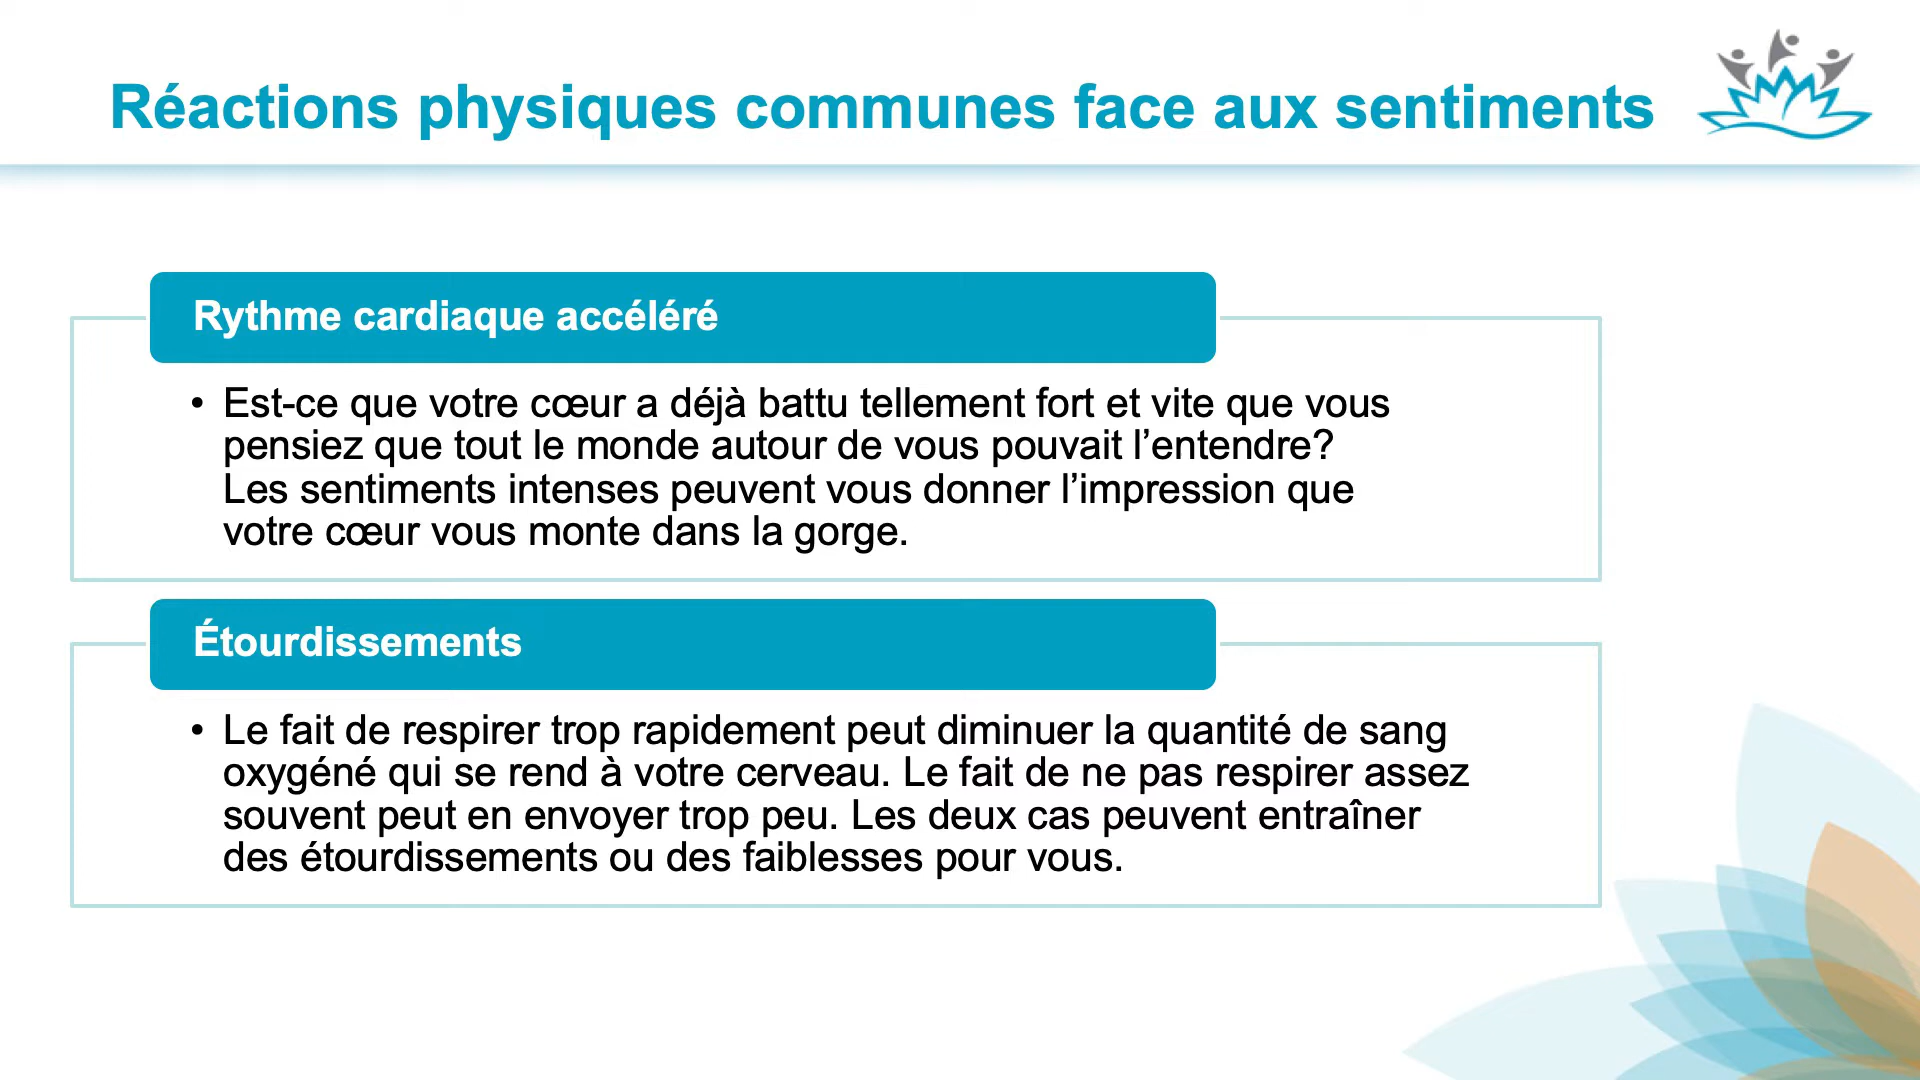 Réactions physiques communes face aux sentiments
Rythme cardiaque accéléré
• Est-ce que votre cœur a déjà battu tellement fort et vite que vous
pensiez que tout le monde autour de vous pouvait l’entendre?
Les sentiments intenses peuvent vous donner l’impression que
votre cœur vous monte dans la gorge.
Étourdissements
• Le fait de respirer trop rapidement peut diminuer la quantité de sang
oxygéné qui se rend à votre cerveau. Le fait de ne pas respirer assez
souvent peut en envoyer trop peu. Les deux cas peuvent entraîner
des étourdissements ou des faiblesses pour vous.